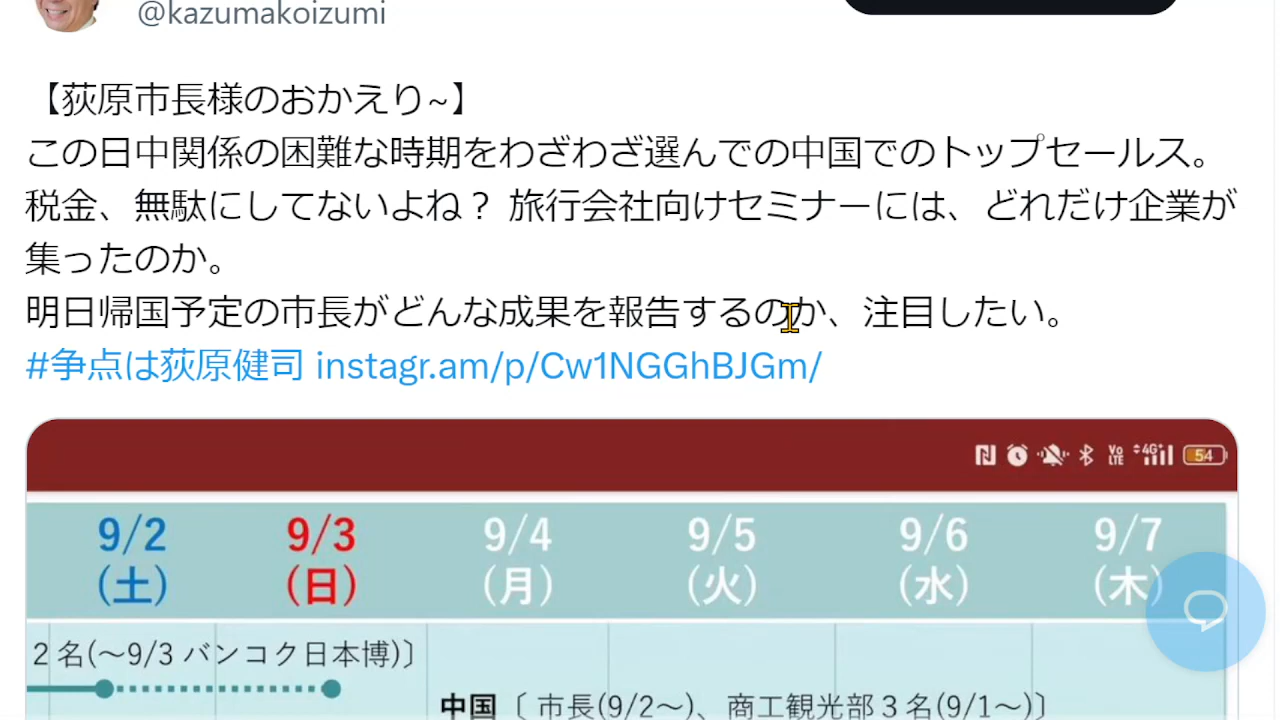 @kazumakoizumi
【荻原市長様のおかえり~】
この日中関係の困難な時期をわざわざ選んでの中国でのトップセールス。
税金、無駄にしてないよね？ 旅行会社向けセミナーには、どれだけ企業が
集ったのか。
明日帰国予定の市長がどんな成果を報告するのか、注目したい。
#争点は荻原健司 instagr.am/p/Cw1NGGhBJGm/
Vo LTE 4G+ 54
9/2 9/3 9/4 9/5 9/6 9/7
(土) (日) (月) (火) (水) (木)
2名(～9/3 バンコク日本博)〕
中国〔 市長(9/2～)、商工観光部３名(9/1～)〕